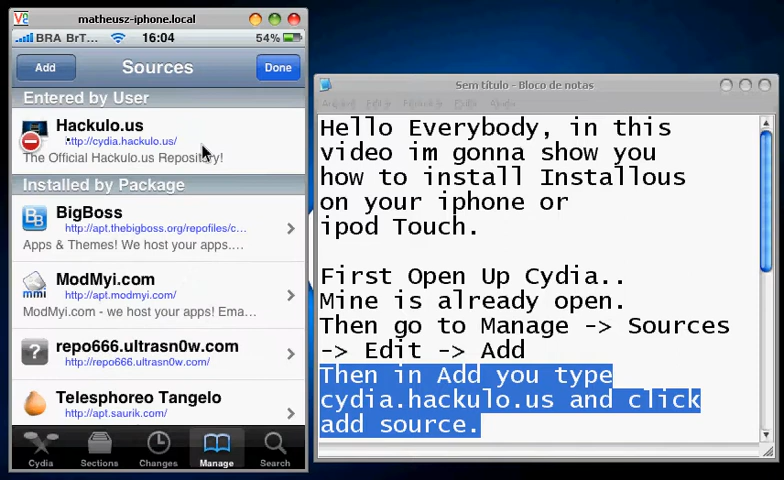 matheusz-iphone.local
BRA BrT... 16:04 54%
Add Sources Done
Entered by User
Hackulo.us
http://cydia.hackulo.us/
The Official Hackulo.us Repository!
Installed by Package
BigBoss
http://apt.thebigboss.org/repofiles/c...
Apps & Themes! We host your apps....
ModMyi.com
http://apt.modmyi.com/
ModMyi.com - we host your apps! Ema...
mmi
repo666.ultrasn0w.com
http://repo666.ultrasn0w.com/
Telesphoreo Tangelo
http://apt.saurik.com/
Cydia Sections Changes Manage Search
Sem título - Bloco de notas
Hello Everybody, in this
video im gonna show you
how to install Installous
on your iphone or
ipod Touch.
First Open Up Cydia..
Mine is already open.
Then go to Manage -> Sources
-> Edit -> Add
Then in Add you type
cydia.hackulo.us and click
add source.